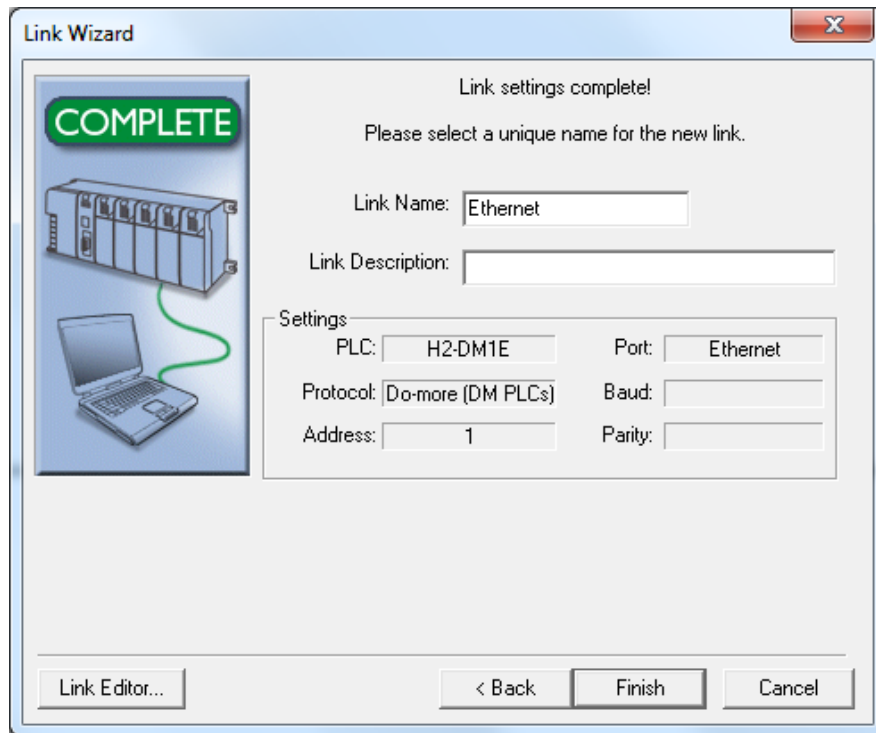 Link Wizard
COMPLETE
Link settings complete!
Please select a unique name for the new link.
Link Name: Ethernet
Link Description:
Settings
PLC: H2-DM1E Port: Ethernet
Protocol: Do-more (DM PLCs) Baud:
Address: 1 Parity:
Link Editor... < Back Finish Cancel